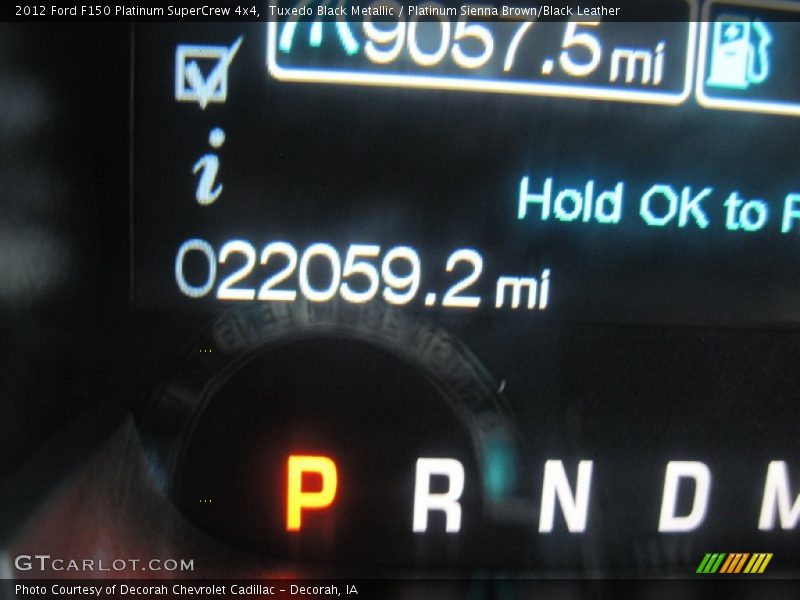 2012 Ford F150 Platinum SuperCrew 4x4, Tuxedo Black Metallic / Platinum Sienna Brown/Black Leather
9057.5 mi
i
Hold OK to
022059.2 mi
P R N D M
GTCARLOT.COM
Photo Courtesy of Decorah Chevrolet Cadillac - Decorah, IA